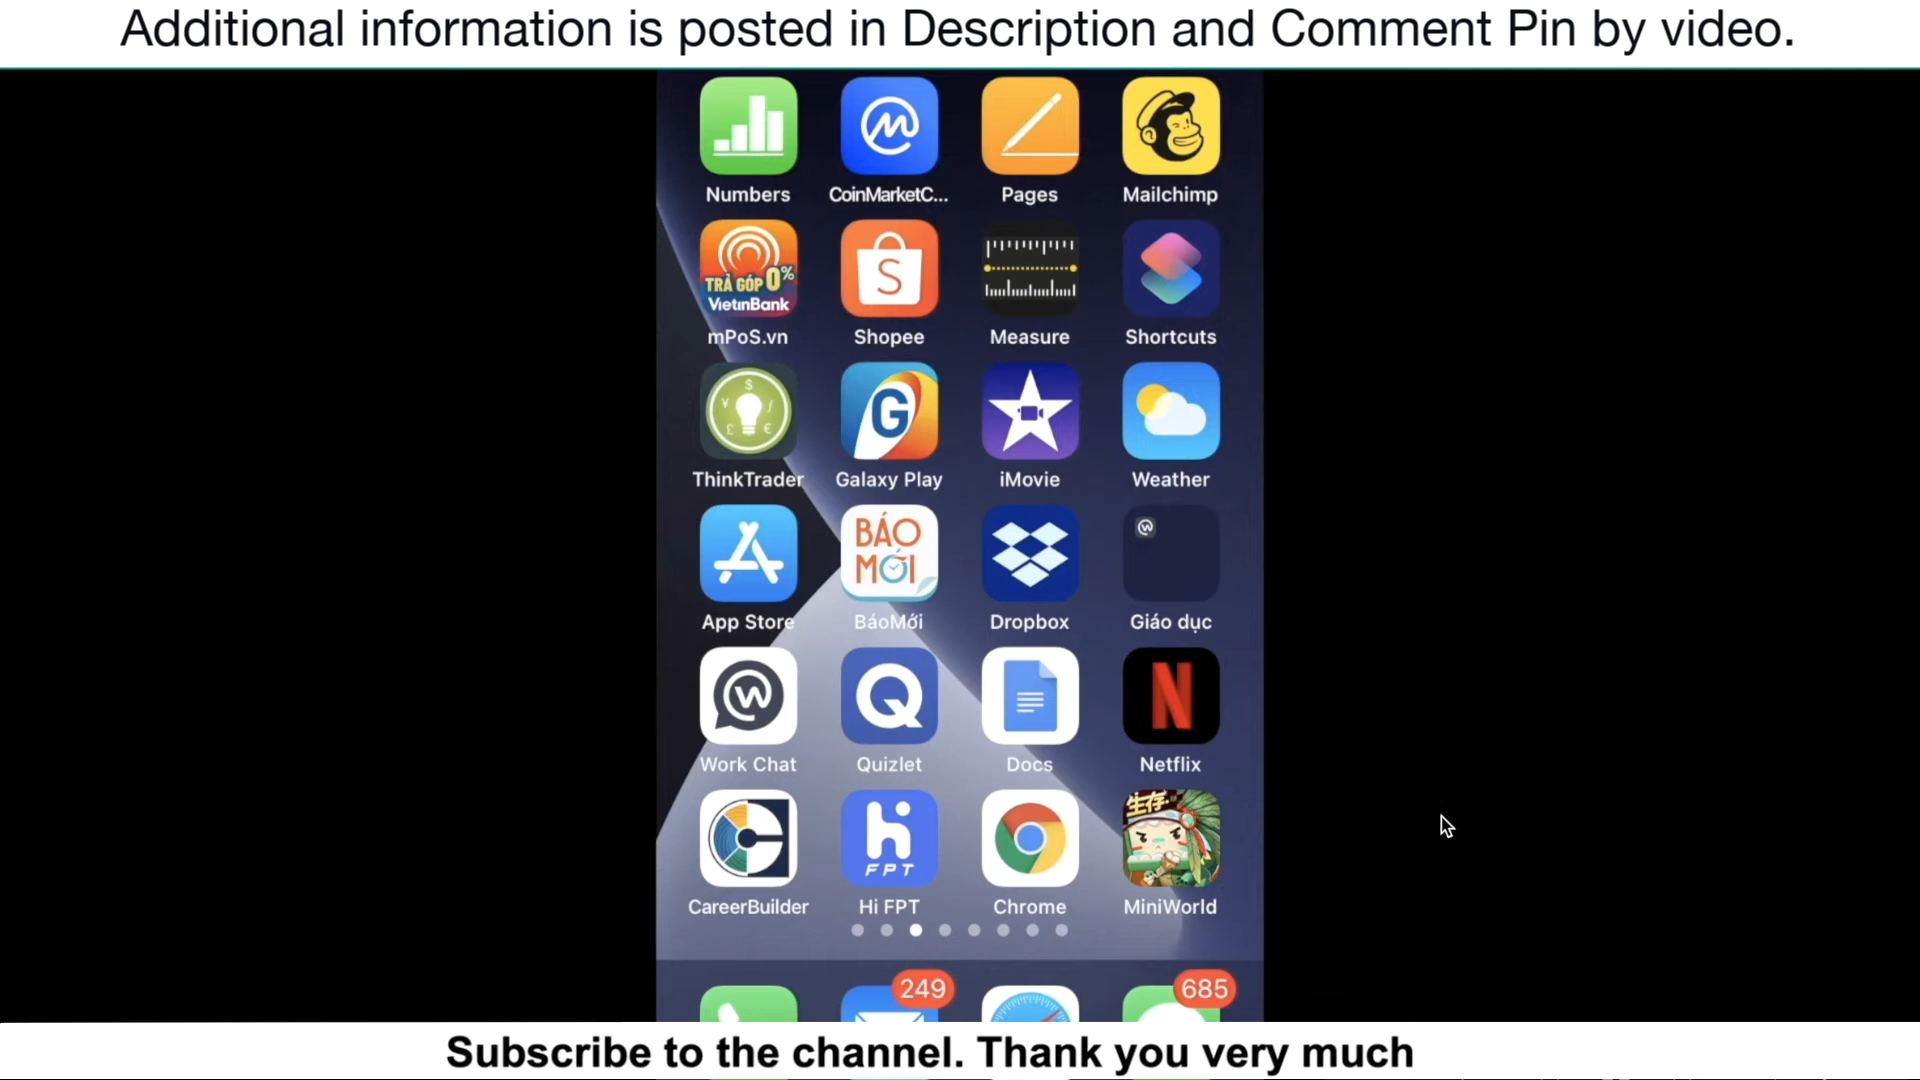 Additional information is posted in Description and Comment Pin by video.
Numbers
CoinMarketC...
Pages
Mailchimp
TRẢ GÓP 0%
VietinBank
S
mPoS.vn
Shopee
Measure
Shortcuts
$
¥ ƒ
£ €
G
ThinkTrader
Galaxy Play
iMovie
Weather
BÁO
MỚI
App Store
BáoMới
Dropbox
Giáo dục
Q
N
Work Chat
Quizlet
Docs
Netflix
生存
hi
FPT
CareerBuilder
Hi FPT
Chrome
MiniWorld
249
685
Subscribe to the channel. Thank you very much